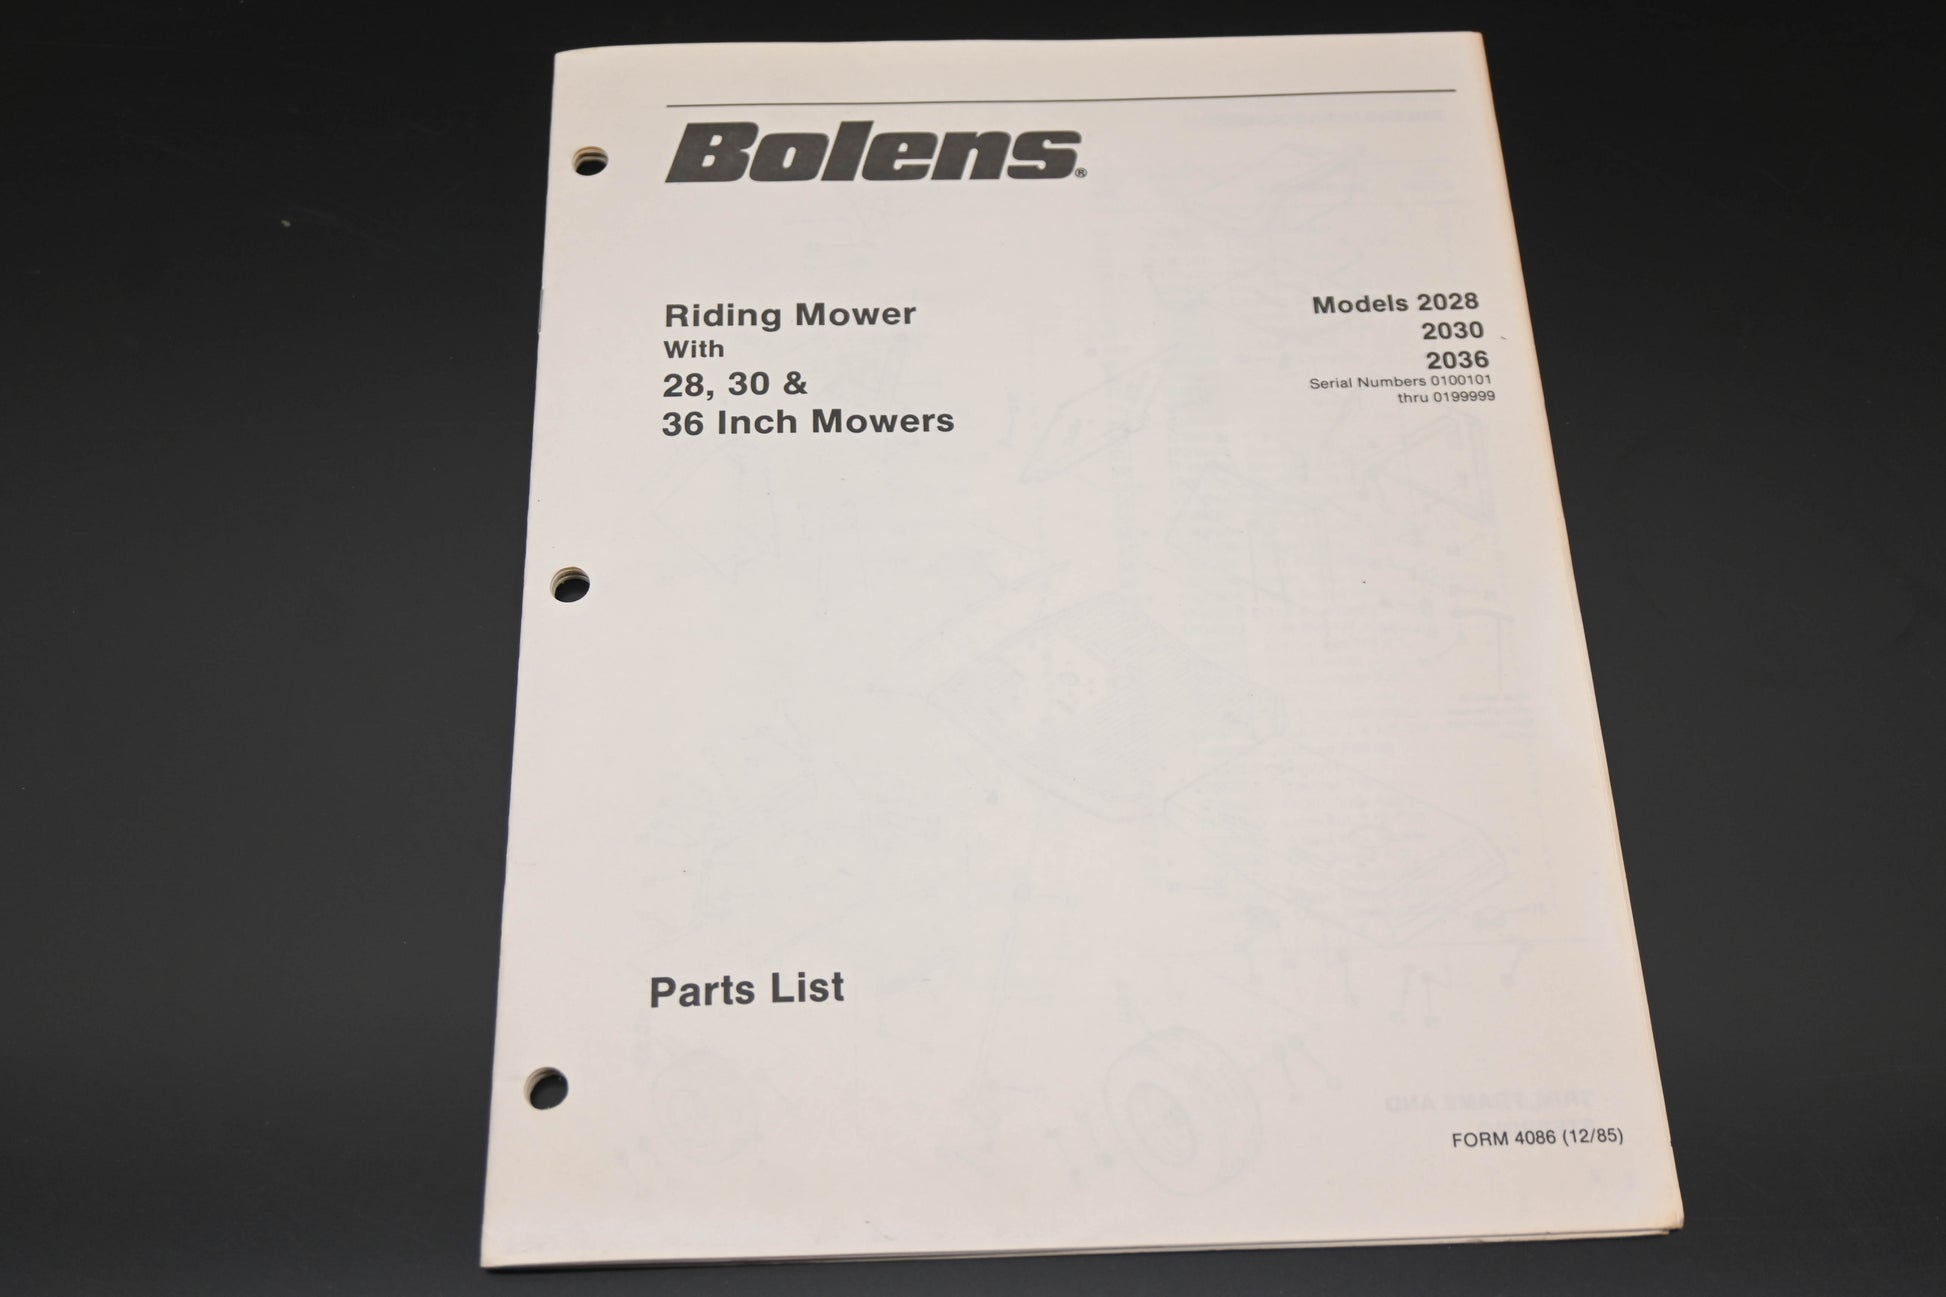 Bolens®
Riding Mower
With
28, 30 &
36 Inch Mowers
Models 2028
2030
2036
Serial Numbers 0100101
thru 0199999
Parts List
FORM 4086 (12/85)